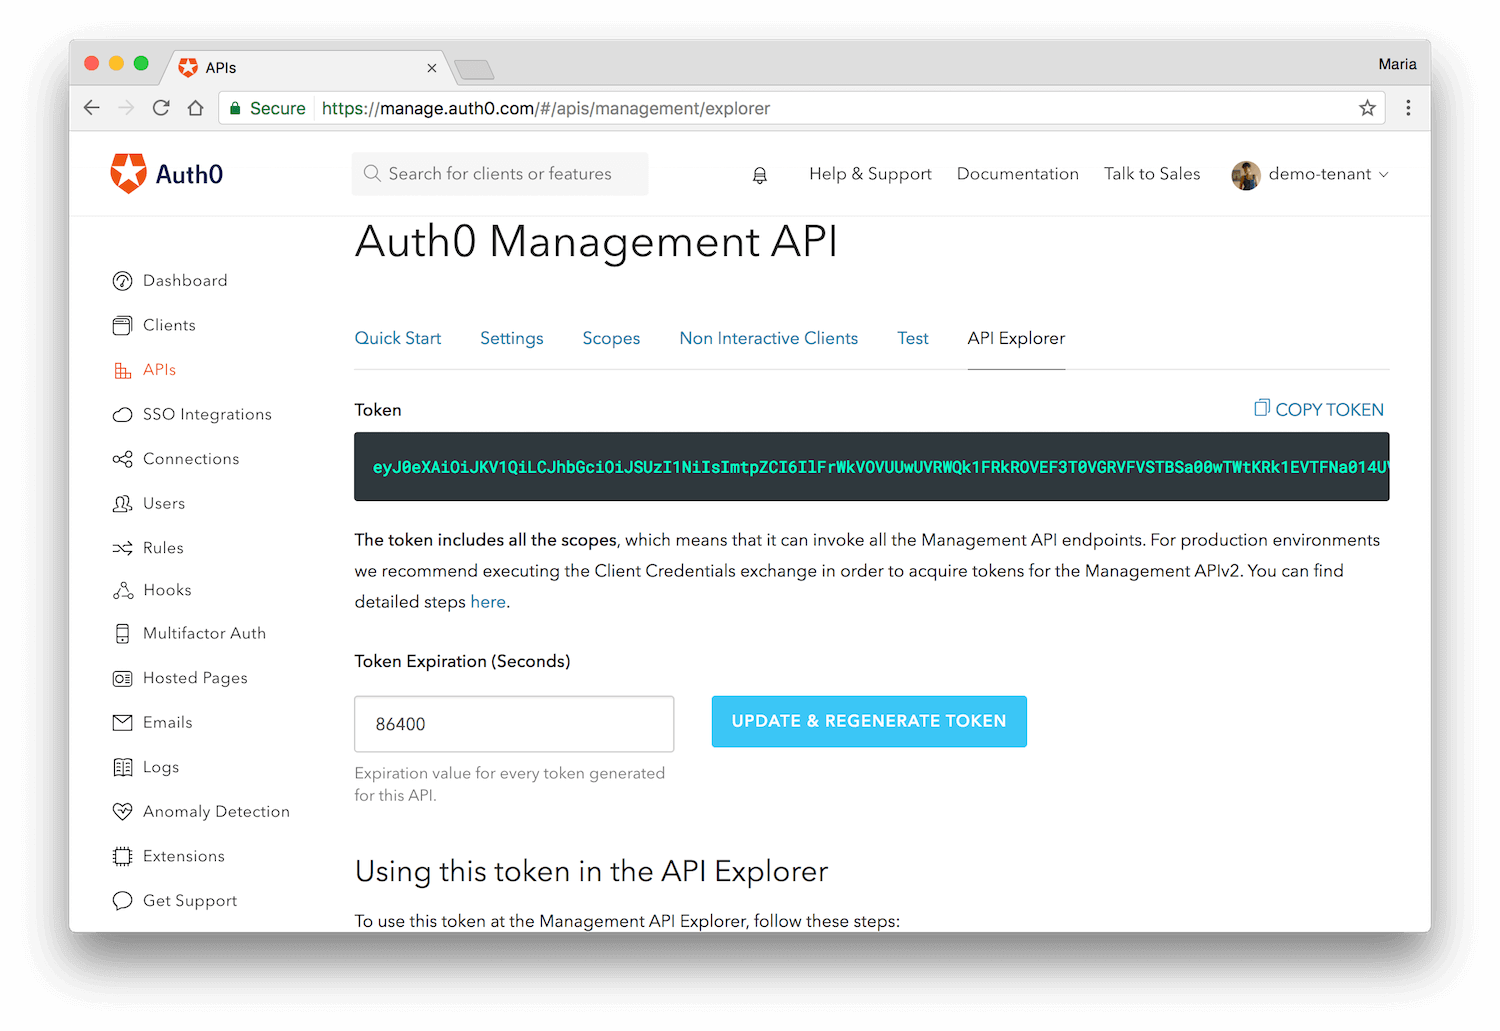 APIs
Maria
Secure
https://manage.auth0.com/#/apis/management/explorer
Auth0
Search for clients or features
Help & Support
Documentation
Talk to Sales
demo-tenant
Auth0 Management API
Dashboard
Clients
APIs
SSO Integrations
Connections
Users
Rules
Hooks
Multifactor Auth
Hosted Pages
Emails
Logs
Anomaly Detection
Extensions
Get Support
Quick Start
Settings
Scopes
Non Interactive Clients
Test
API Explorer
Token
COPY TOKEN
eyJ0eXAiOiJKV1QiLCJhbGciOiJSUzI1NiIsImtpZCI6IlFrWkVOVUUwUVRWQk1FRkROVEF3T0VGRVFVSTBSa00wTWtKRk1EVTFNa014U
The token includes all the scopes, which means that it can invoke all the Management API endpoints. For production environments
we recommend executing the Client Credentials exchange in order to acquire tokens for the Management APIv2. You can find
detailed steps here.
Token Expiration (Seconds)
86400
UPDATE & REGENERATE TOKEN
Expiration value for every token generated
for this API.
Using this token in the API Explorer
To use this token at the Management API Explorer, follow these steps: